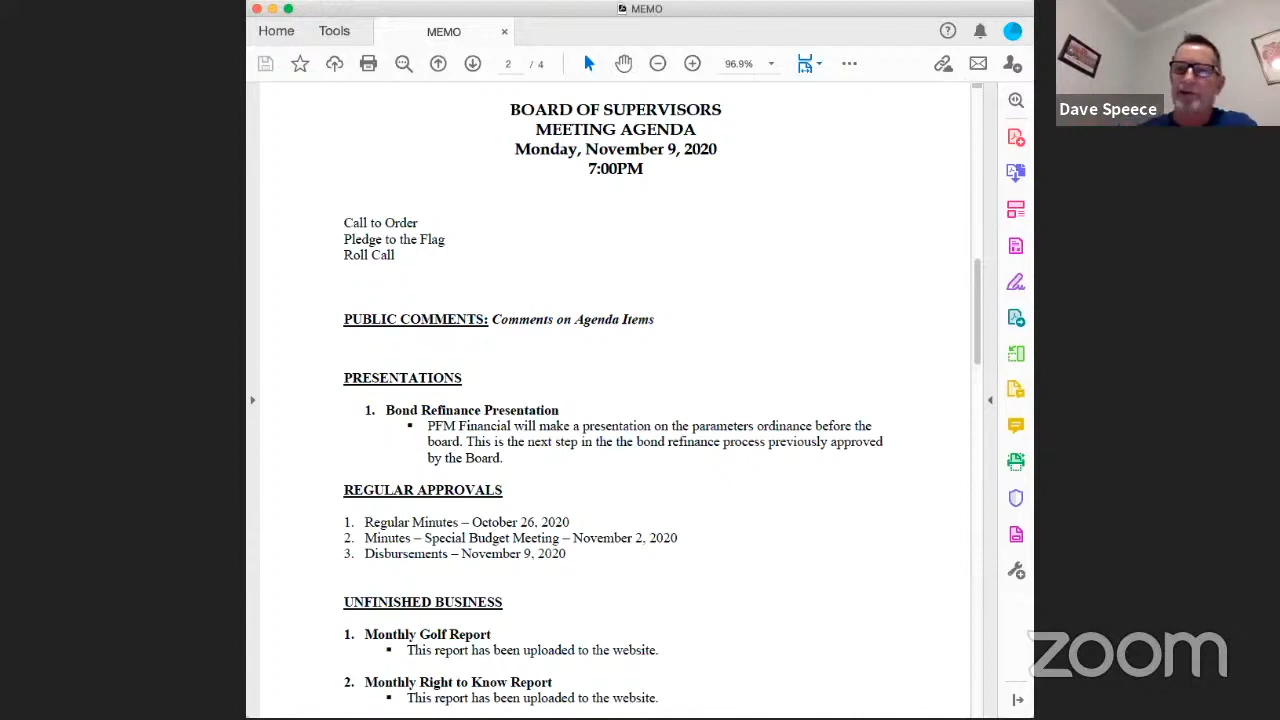 MEMO
Home
Tools
MEMO
×
2
/ 4
96.9%
BOARD OF SUPERVISORS
MEETING AGENDA
Monday, November 9, 2020
7:00PM
Call to Order
Pledge to the Flag
Roll Call
PUBLIC COMMENTS: Comments on Agenda Items
PRESENTATIONS
1. Bond Refinance Presentation
▪ PFM Financial will make a presentation on the parameters ordinance before the
board. This is the next step in the the bond refinance process previously approved
by the Board.
REGULAR APPROVALS
1. Regular Minutes – October 26, 2020
2. Minutes – Special Budget Meeting – November 2, 2020
3. Disbursements – November 9, 2020
UNFINISHED BUSINESS
1. Monthly Golf Report
▪ This report has been uploaded to the website.
2. Monthly Right to Know Report
▪ This report has been uploaded to the website.
Dave Speece
zoom